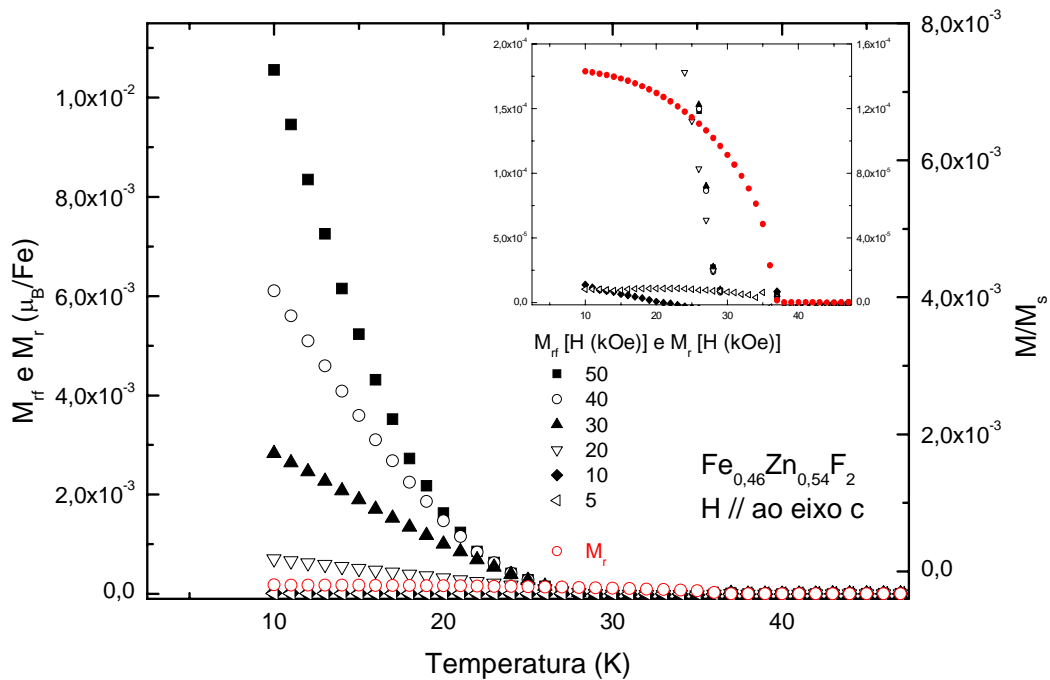 8,0x10⁻³
6,0x10⁻³
4,0x10⁻³
2,0x10⁻³
0,0
M/Mₛ
1,0x10⁻²
8,0x10⁻³
6,0x10⁻³
4,0x10⁻³
2,0x10⁻³
0,0
M_rf e M_r (μ_B/Fe)
10 20 30 40
Temperatura (K)
2,0x10⁻⁴
1,5x10⁻⁴
1,0x10⁻⁴
5,0x10⁻⁵
0,0
1,6x10⁻⁴
1,2x10⁻⁴
8,0x10⁻⁵
4,0x10⁻⁵
0,0
10 20 30 40
M_rf [H (kOe)] e M_r [H (kOe)]
50
40
30
20
10
5
M_r
Fe₀,₄₆Zn₀,₅₄F₂
H // ao eixo c